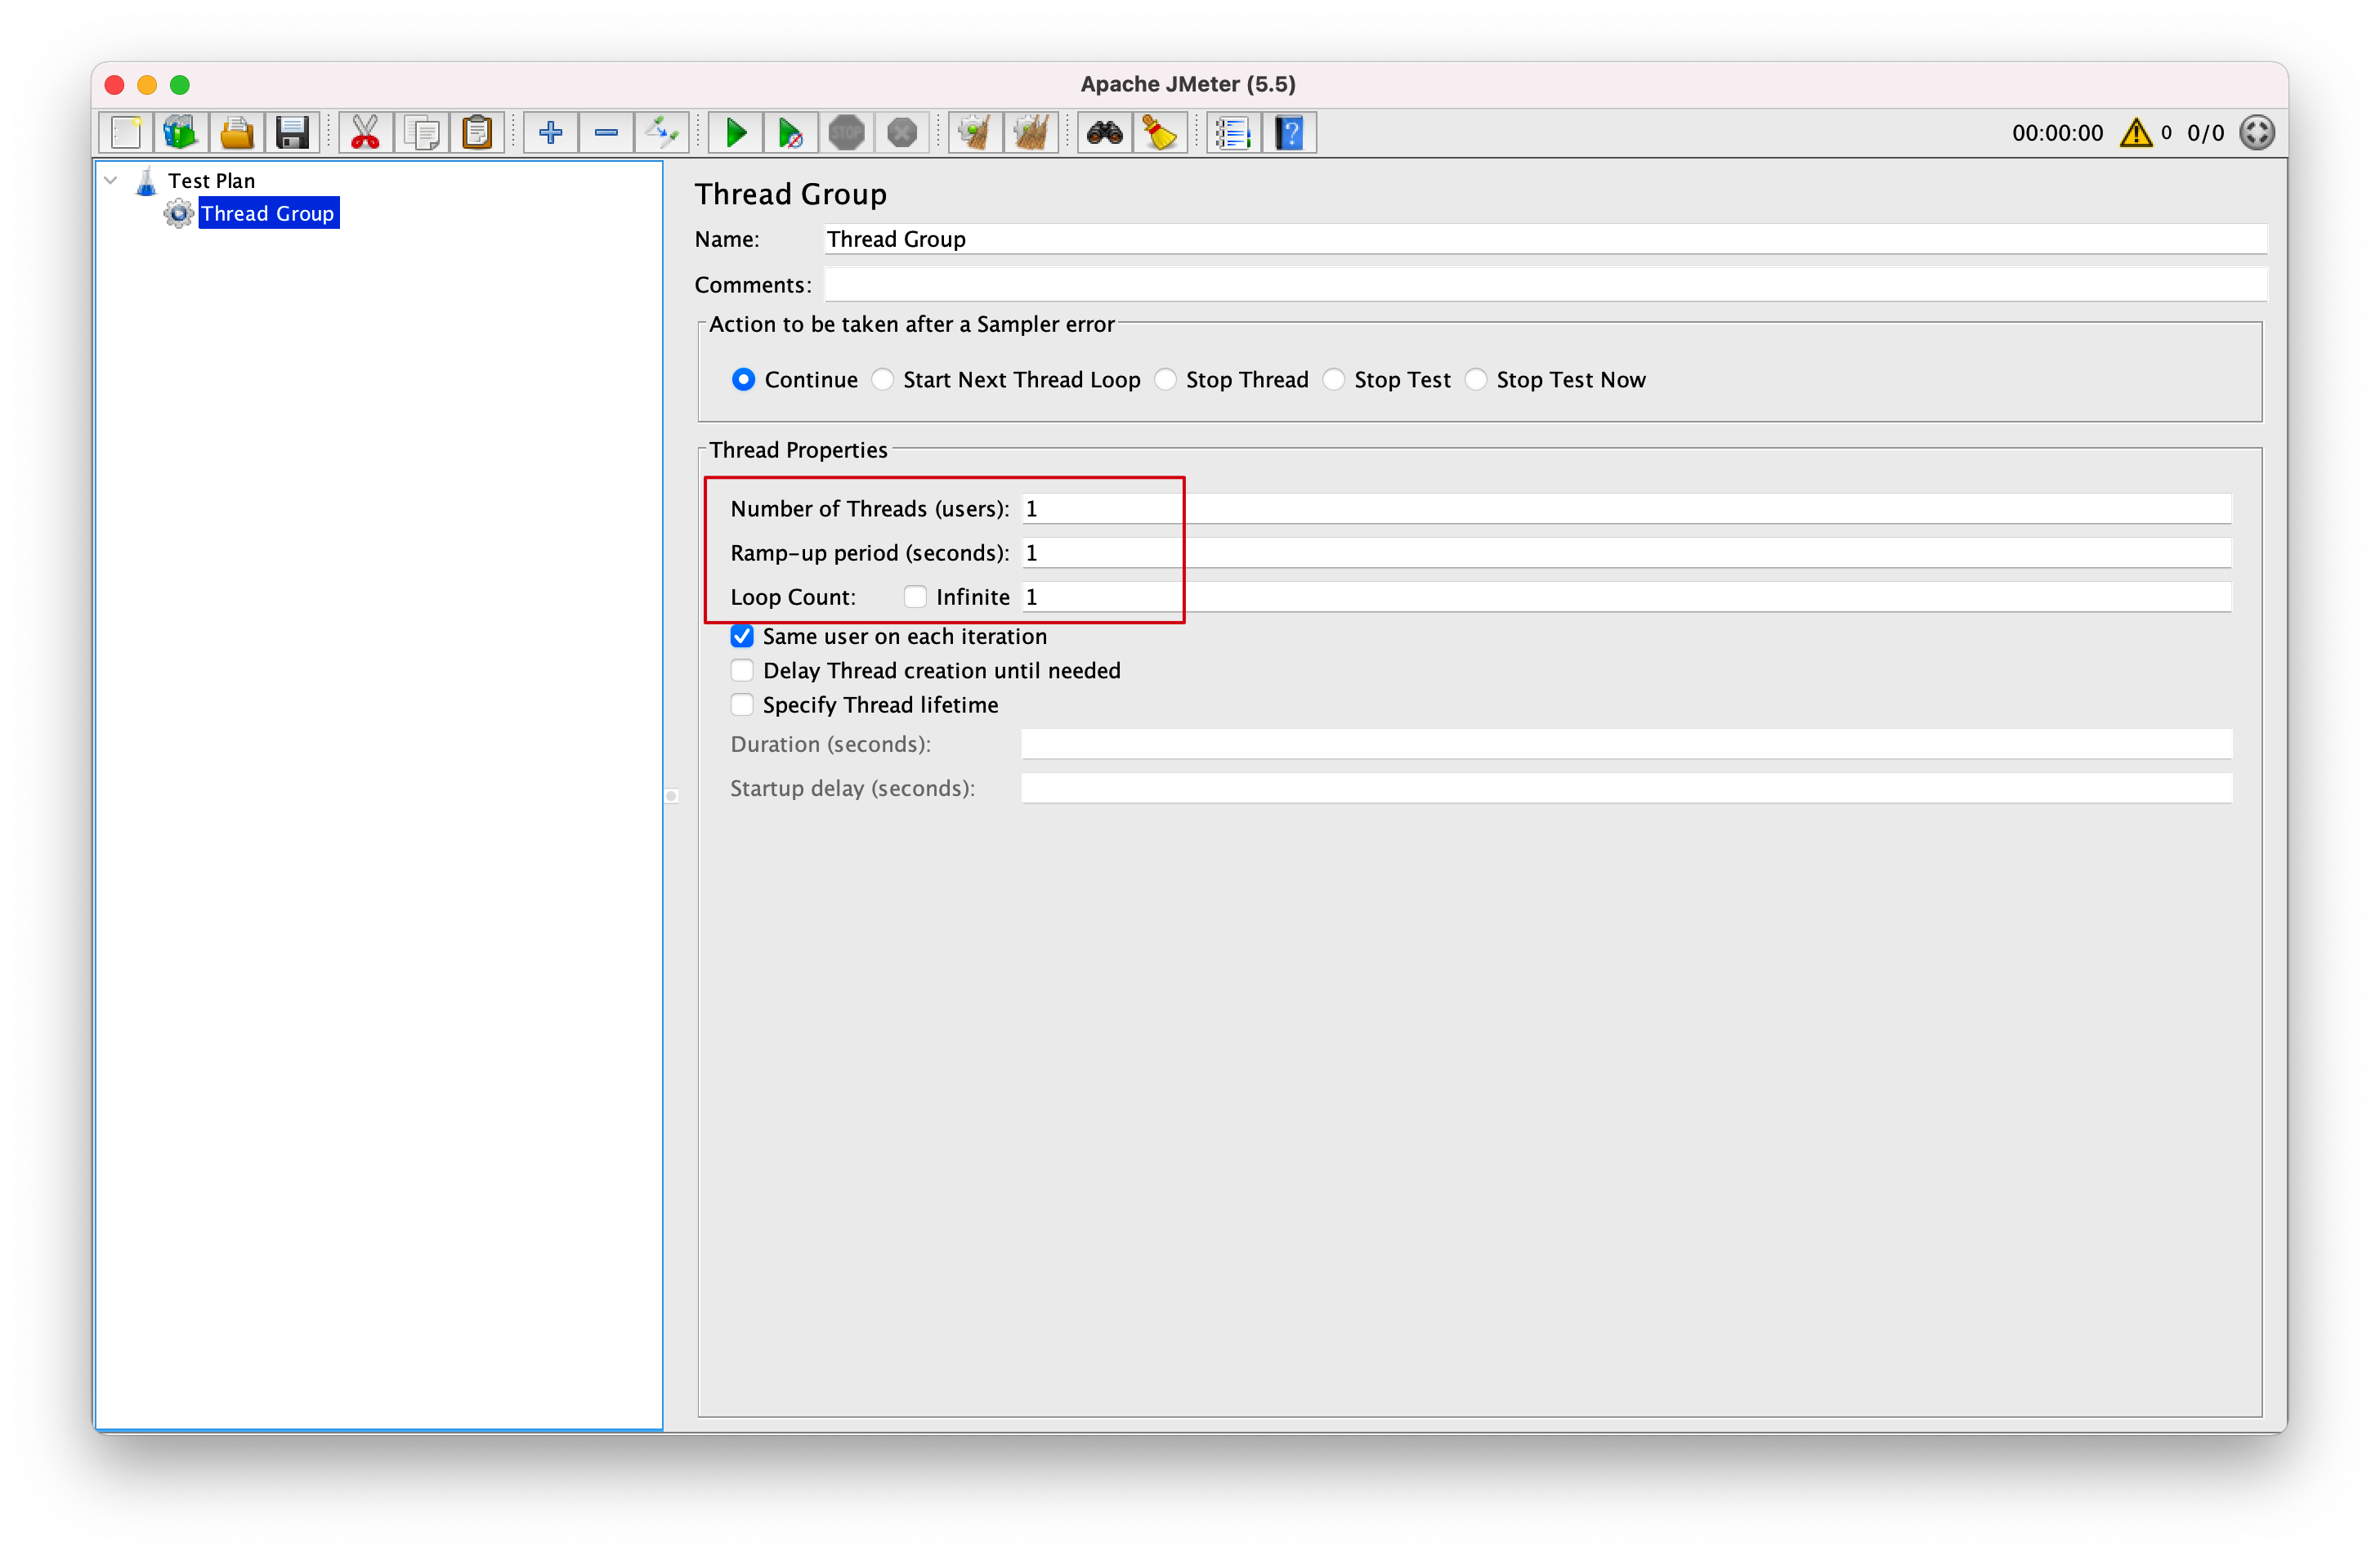 Apache JMeter (5.5)
STOP
00:00:00 0 0/0
Test Plan
Thread Group
Thread Group
Name: Thread Group
Comments:
Action to be taken after a Sampler error
Continue Start Next Thread Loop Stop Thread Stop Test Stop Test Now
Thread Properties
Number of Threads (users): 1
Ramp-up period (seconds): 1
Loop Count: Infinite 1
Same user on each iteration
Delay Thread creation until needed
Specify Thread lifetime
Duration (seconds):
Startup delay (seconds):